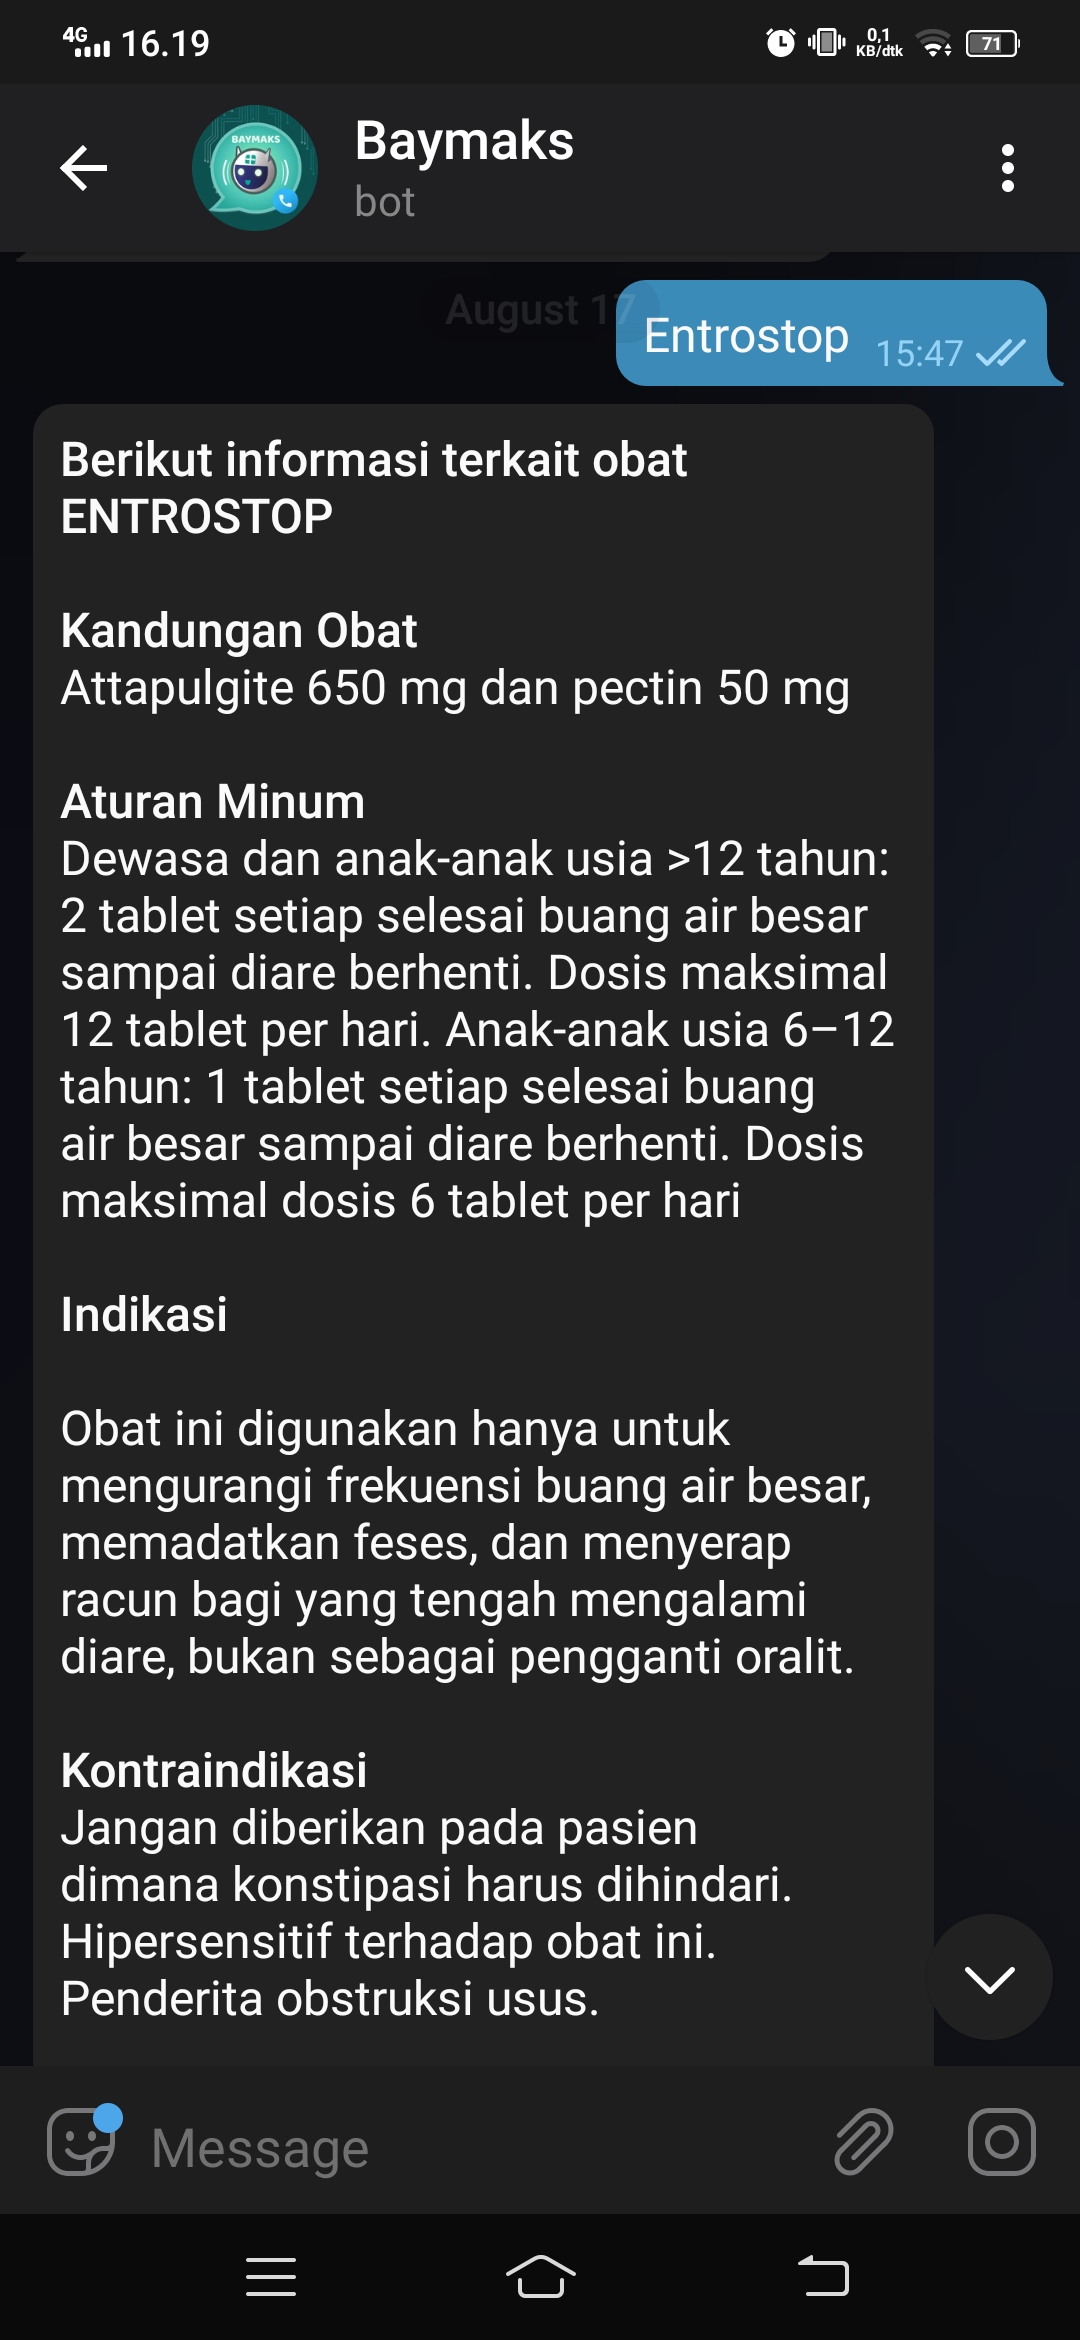 4G 16.19 0,1 KB/dtk 71
BAYMAKS
Baymaks
bot
August 17
Entrostop 15:47
Berikut informasi terkait obat
ENTROSTOP
Kandungan Obat
Attapulgite 650 mg dan pectin 50 mg
Aturan Minum
Dewasa dan anak-anak usia >12 tahun:
2 tablet setiap selesai buang air besar
sampai diare berhenti. Dosis maksimal
12 tablet per hari. Anak-anak usia 6–12
tahun: 1 tablet setiap selesai buang
air besar sampai diare berhenti. Dosis
maksimal dosis 6 tablet per hari
Indikasi
Obat ini digunakan hanya untuk
mengurangi frekuensi buang air besar,
memadatkan feses, dan menyerap
racun bagi yang tengah mengalami
diare, bukan sebagai pengganti oralit.
Kontraindikasi
Jangan diberikan pada pasien
dimana konstipasi harus dihindari.
Hipersensitif terhadap obat ini.
Penderita obstruksi usus.
Message